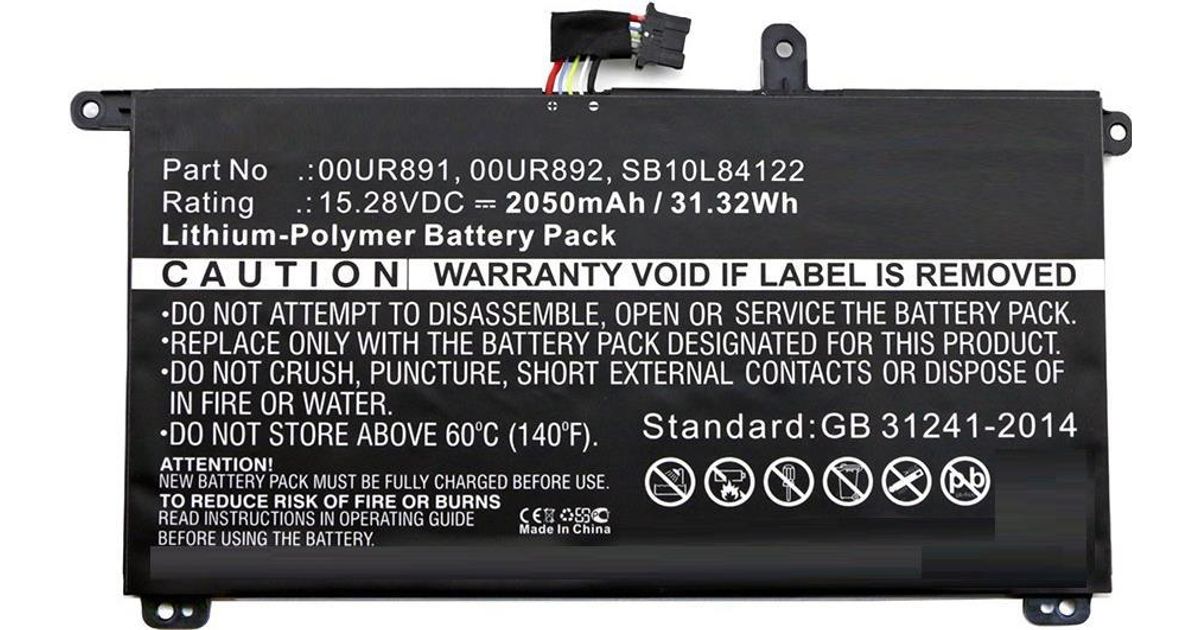 Part No .:00UR891, 00UR892, SB10L84122
Rating .: 15.28VDC ⎓ 2050mAh / 31.32Wh
Lithium-Polymer Battery Pack
CAUTION WARRANTY VOID IF LABEL IS REMOVED
•DO NOT ATTEMPT TO DISASSEMBLE, OPEN OR SERVICE THE BATTERY PACK.
•REPLACE ONLY WITH THE BATTERY PACK DESIGNATED FOR THIS PRODUCT.
•DO NOT CRUSH, PUNCTURE, SHORT EXTERNAL CONTACTS OR DISPOSE OF
IN FIRE OR WATER.
•DO NOT STORE ABOVE 60°C (140°F).
Standard:GB 31241-2014
ATTENTION!
NEW BATTERY PACK MUST BE FULLY CHARGED BEFORE USE.
TO REDUCE RISK OF FIRE OR BURNS
READ INSTRUCTIONS IN OPERATING GUIDE
BEFORE USING THE BATTERY.
CE
Made In China
pb